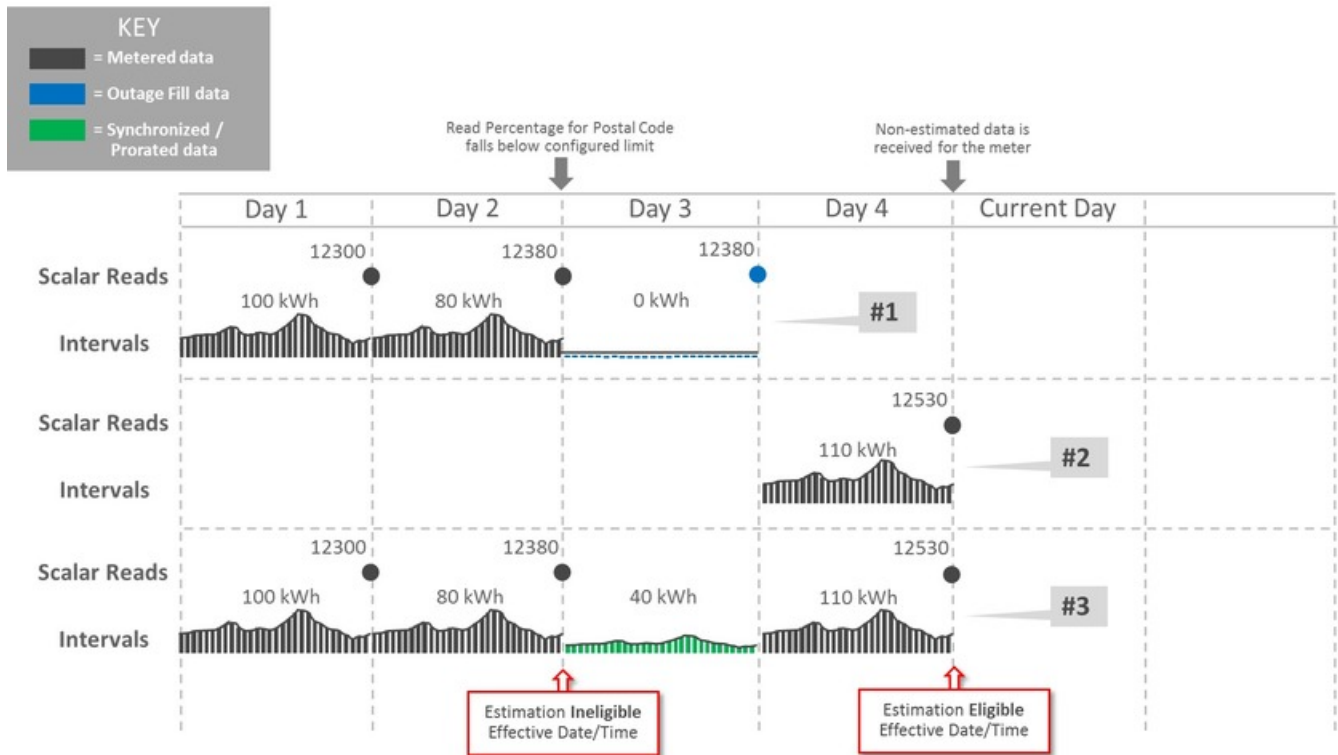 KEY
= Metered data
= Outage Fill data
= Synchronized /
Prorated data
Read Percentage for Postal Code
falls below configured limit
Non-estimated data is
received for the meter
Day 1 Day 2 Day 3 Day 4 Current Day
12300 12380 12380
Scalar Reads
100 kWh 80 kWh 0 kWh
#1
Intervals
12530
Scalar Reads
110 kWh
#2
Intervals
12300 12380 12530
Scalar Reads
100 kWh 80 kWh 40 kWh 110 kWh
#3
Intervals
Estimation Ineligible
Effective Date/Time
Estimation Eligible
Effective Date/Time